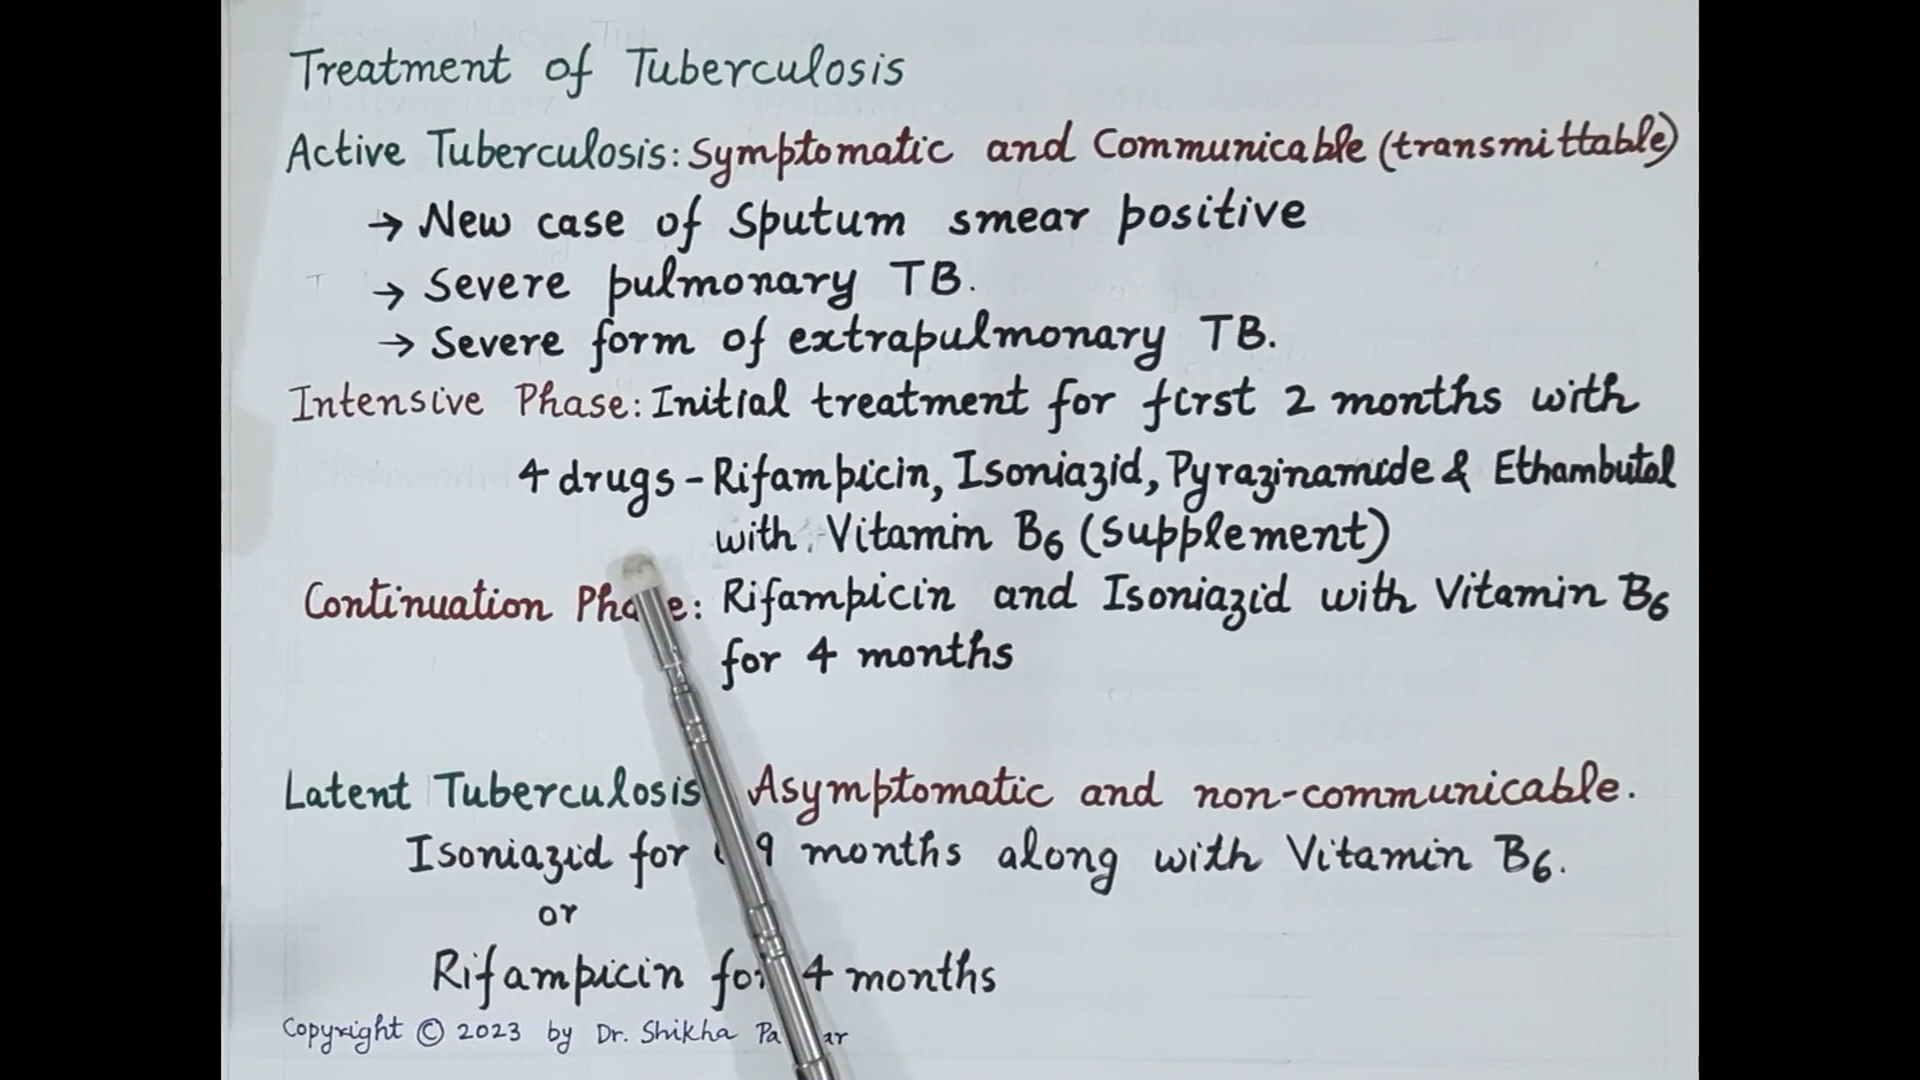 Treatment of Tuberculosis
Active Tuberculosis: Symptomatic and Communicable (transmittable)
→ New case of Sputum smear positive
→ Severe pulmonary TB.
→ Severe form of extrapulmonary TB.
Intensive Phase: Initial treatment for first 2 months with
4 drugs - Rifampicin, Isoniazid, Pyrazinamide & Ethambutol
with Vitamin B6 (Supplement)
Continuation Phase: Rifampicin and Isoniazid with Vitamin B6
for 4 months
Latent Tuberculosis Asymptomatic and non-communicable.
Isoniazid for 9 months along with Vitamin B6.
or
Rifampicin for 4 months
Copyright © 2023 by Dr. Shikha